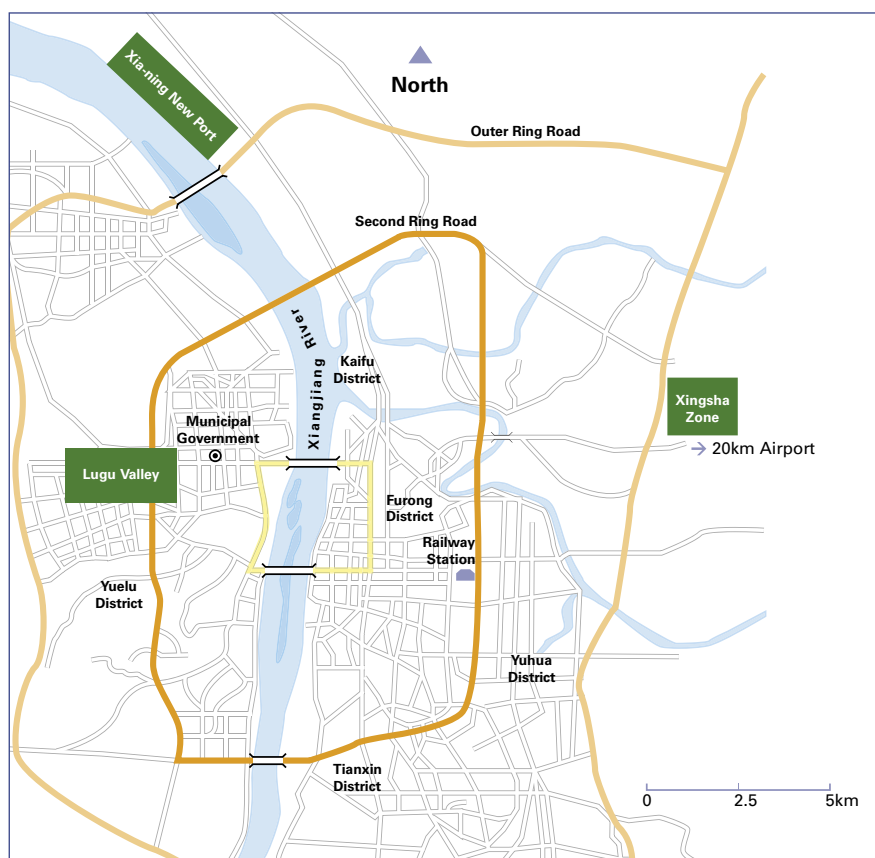 Xia-ning New Port
North
Outer Ring Road
Second Ring Road
Xiangjiang River
Kaifu
District
Xingsha
Zone
Municipal
Government
→ 20km Airport
Lugu Valley
Furong
District
Railway
Station
Yuelu
District
Yuhua
District
Tianxin
District
0 2.5 5km